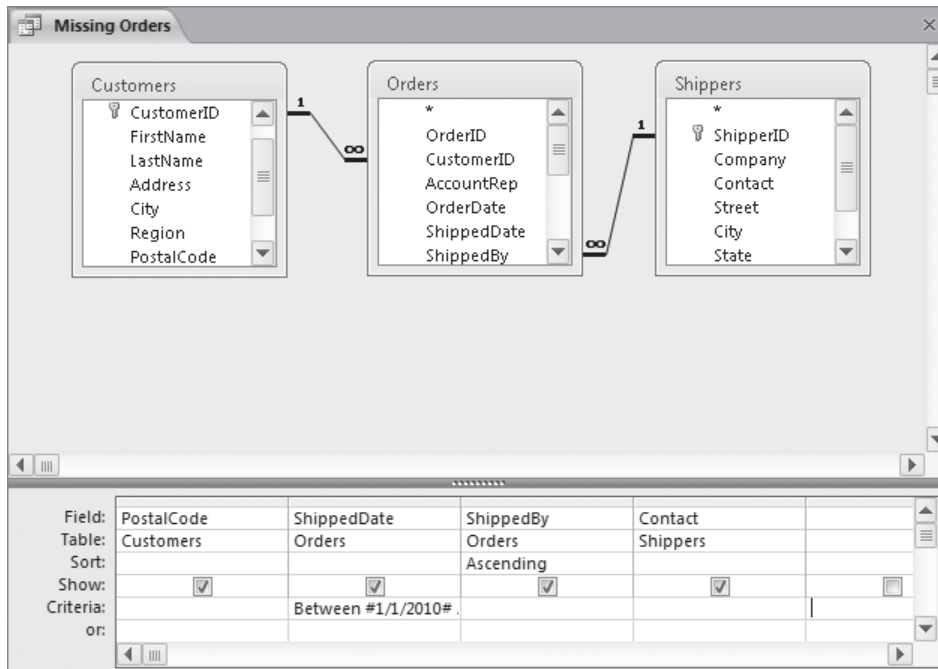 Missing Orders
Customers
CustomerID
FirstName
LastName
Address
City
Region
PostalCode
1
∞
Orders
*
OrderID
CustomerID
AccountRep
OrderDate
ShippedDate
ShippedBy
∞
1
Shippers
*
ShipperID
Company
Contact
Street
City
State
Field: PostalCode ShippedDate ShippedBy Contact
Table: Customers Orders Orders Shippers
Sort: Ascending
Show:
Criteria: Between #1/1/2010# .
or: